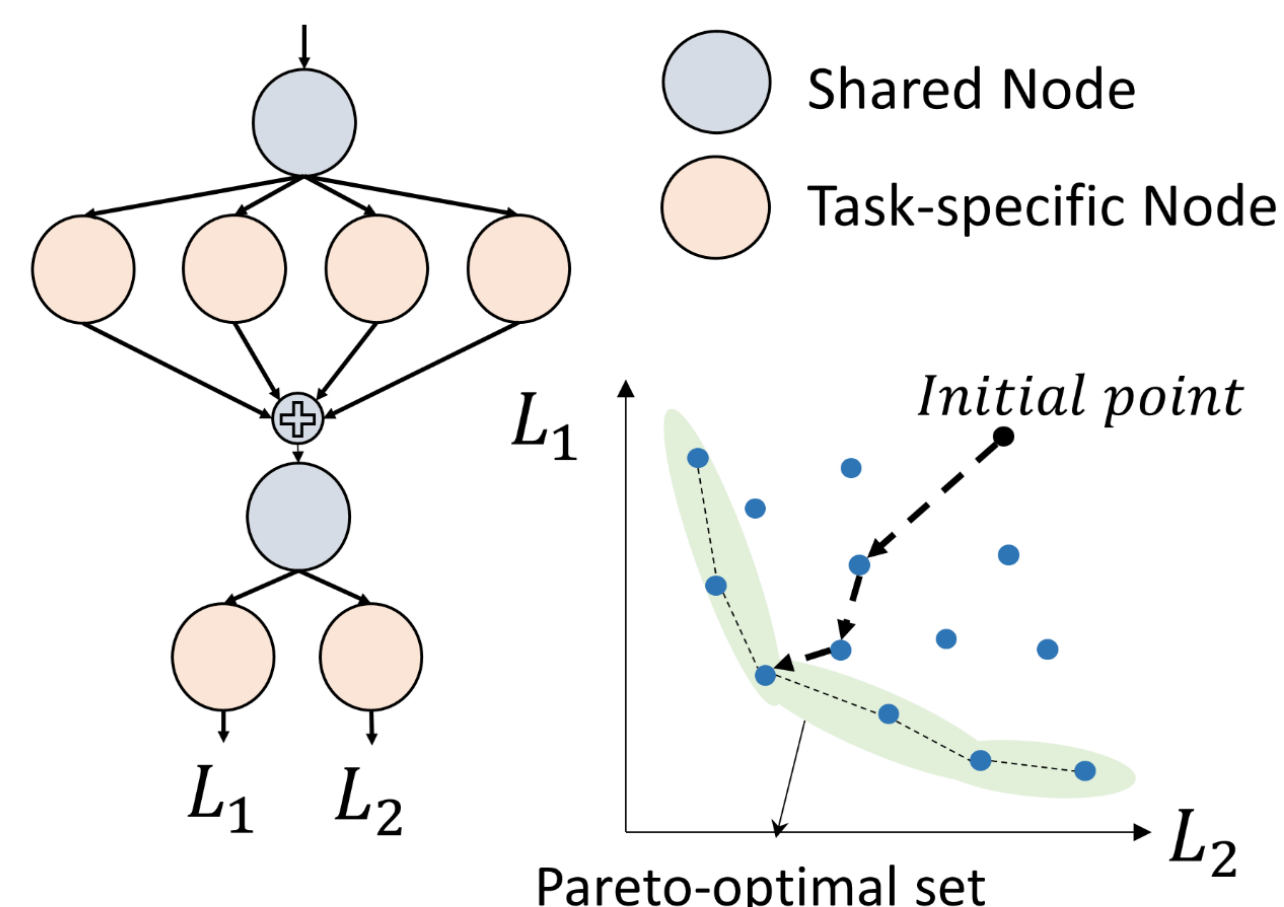 Shared Node
Task-specific Node
Initial point
L₁
L₁ L₂
L₂
Pareto-optimal set